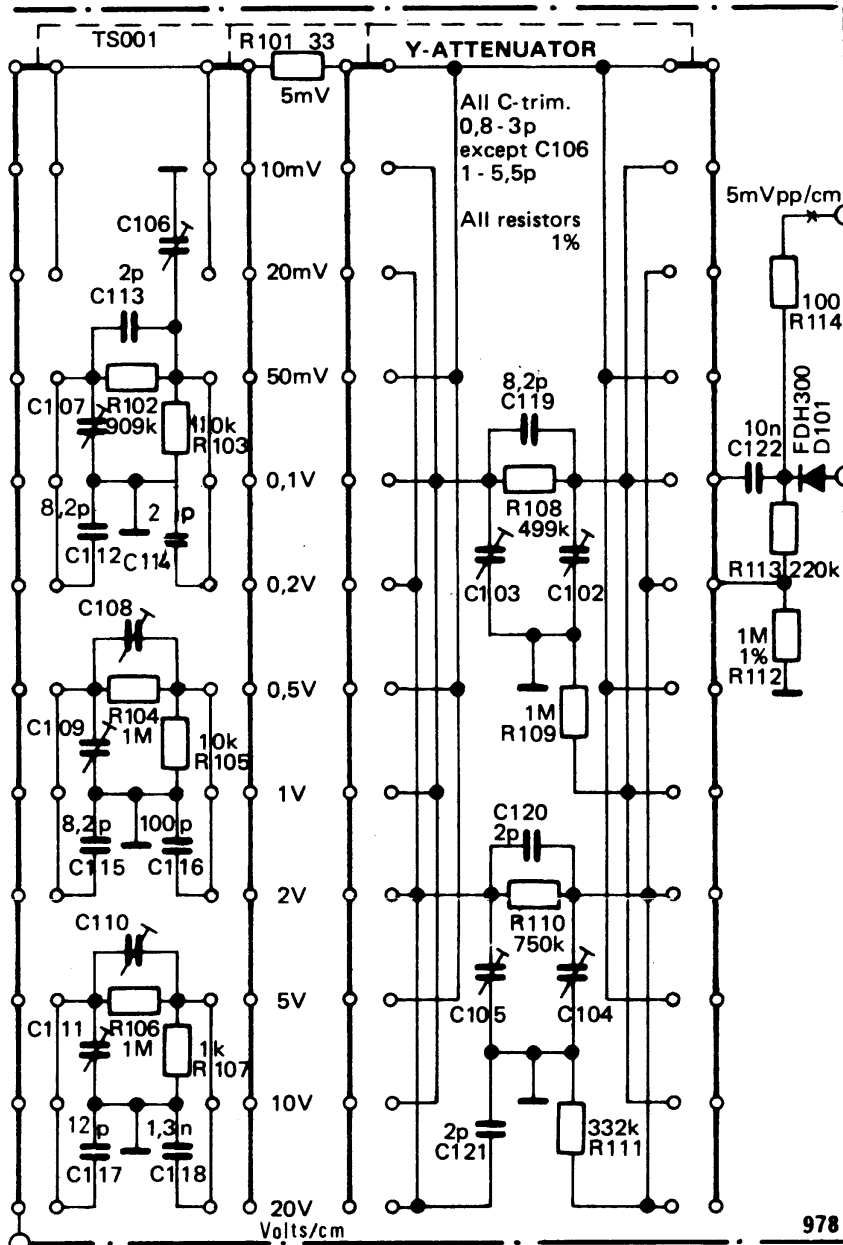 TS001
R101 33
5mV
Y-ATTENUATOR
All C-trim.
0,8-3p
except C106
1-5,5p
All resistors
1%
10mV
5mVpp/cm
C106
2p
C113
20mV
100
R114
50mV
C107
R102
909k
10k
R103
8,2p
C119
10n
C122
FDH300
D101
0,1V
R108
499k
8,2p
C112
2p
C114
C103
C102
0,2V
R113 220k
C108
1M
1%
R112
0,5V
C109
R104
1M
10k
R105
1M
R109
1V
8,2p
C115
100p
C116
C120
2p
2V
C110
R110
750k
5V
C111
R106
1M
1k
R107
C105
C104
10V
12p
C117
1,3n
C118
2p
C121
332k
R111
20V
Volts/cm
978